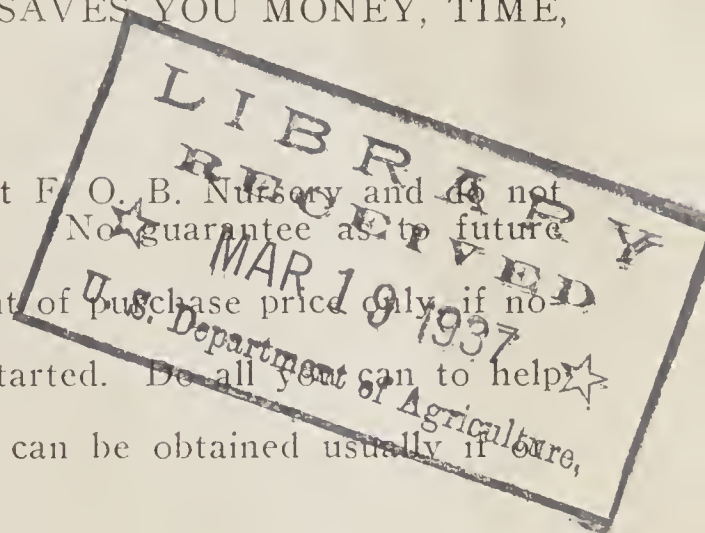 SAVES YOU MONEY, TIME,
t F. O. B. Nursery and do not
No guarantee as to future
nt of purchase price only, if no-
tarted. Do all you can to help
can be obtained usually if
LIBRARY
RECEIVED
☆ MAR 19 1937 ☆
U. S. Department of Agriculture,